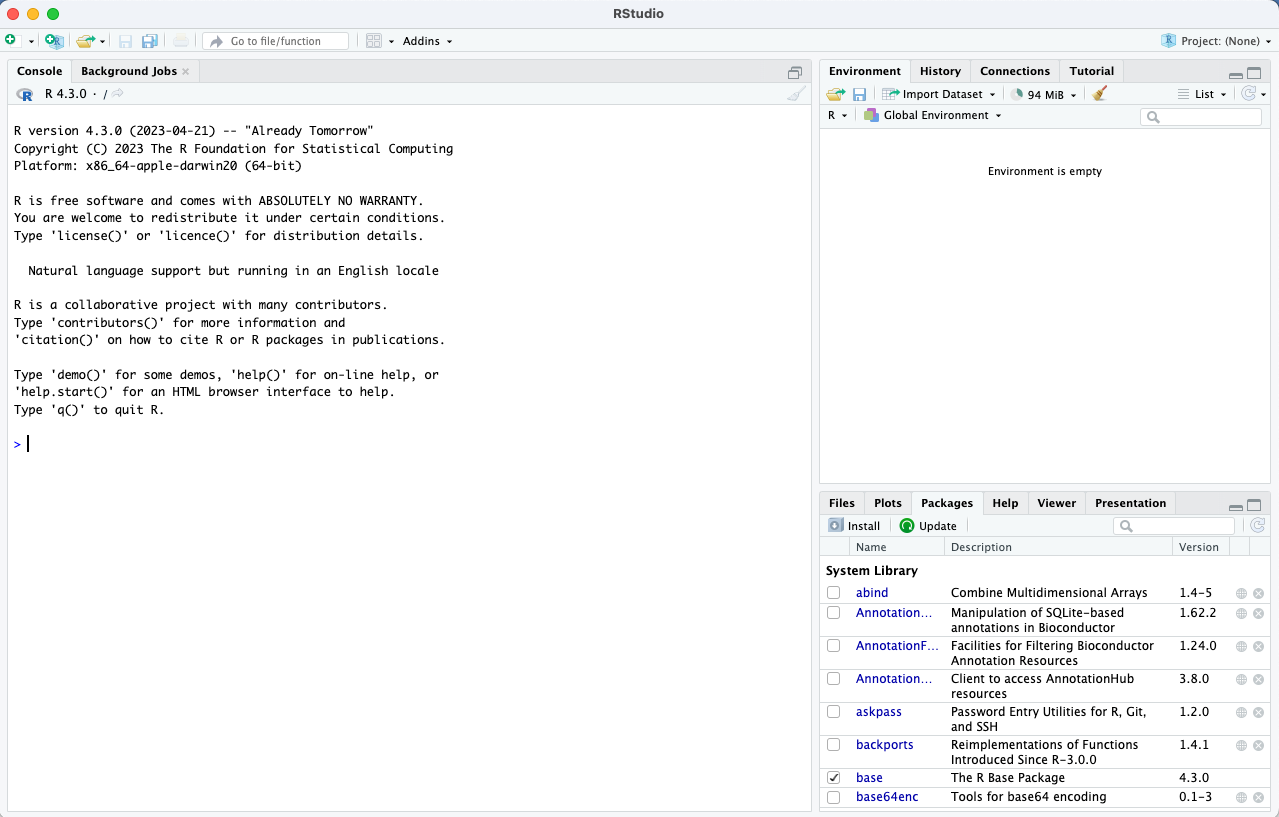 RStudio
Go to file/function
Addins
Project: (None)
Console Background Jobs
R 4.3.0 · /
R version 4.3.0 (2023-04-21) -- "Already Tomorrow"
Copyright (C) 2023 The R Foundation for Statistical Computing
Platform: x86_64-apple-darwin20 (64-bit)
R is free software and comes with ABSOLUTELY NO WARRANTY.
You are welcome to redistribute it under certain conditions.
Type 'license()' or 'licence()' for distribution details.
Natural language support but running in an English locale
R is a collaborative project with many contributors.
Type 'contributors()' for more information and
'citation()' on how to cite R or R packages in publications.
Type 'demo()' for some demos, 'help()' for on-line help, or
'help.start()' for an HTML browser interface to help.
Type 'q()' to quit R.
>
Environment History Connections Tutorial
Import Dataset 94 MiB List
R Global Environment
Environment is empty
Files Plots Packages Help Viewer Presentation
Install Update
Name Description Version
System Library
abind Combine Multidimensional Arrays 1.4-5
Annotation... Manipulation of SQLite-based 1.62.2
annotations in Bioconductor
AnnotationF... Facilities for Filtering Bioconductor 1.24.0
Annotation Resources
Annotation... Client to access AnnotationHub 3.8.0
resources
askpass Password Entry Utilities for R, Git, 1.2.0
and SSH
backports Reimplementations of Functions 1.4.1
Introduced Since R-3.0.0
base The R Base Package 4.3.0
base64enc Tools for base64 encoding 0.1-3